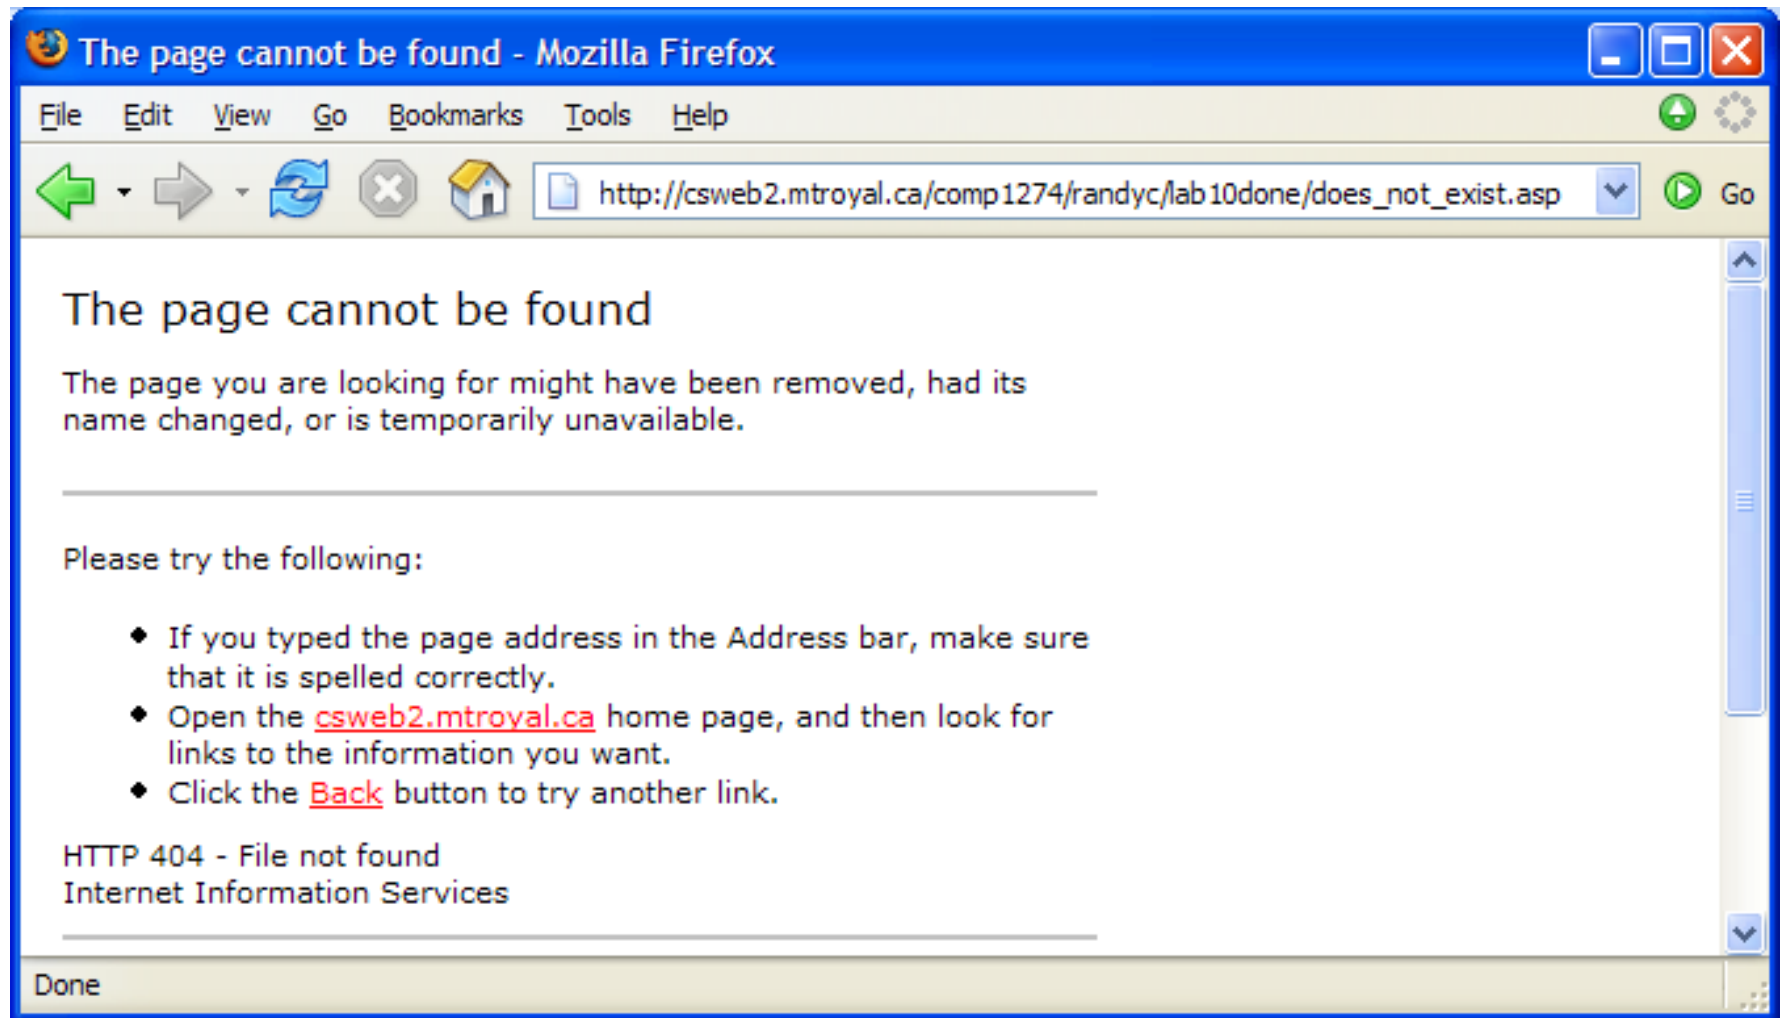 The page cannot be found - Mozilla Firefox
File Edit View Go Bookmarks Tools Help
http://csweb2.mtroyal.ca/comp1274/randyc/lab10done/does_not_exist.asp Go
The page cannot be found
The page you are looking for might have been removed, had its
name changed, or is temporarily unavailable.
Please try the following:
If you typed the page address in the Address bar, make sure
that it is spelled correctly.
Open the csweb2.mtroyal.ca home page, and then look for
links to the information you want.
Click the Back button to try another link.
HTTP 404 - File not found
Internet Information Services
Done